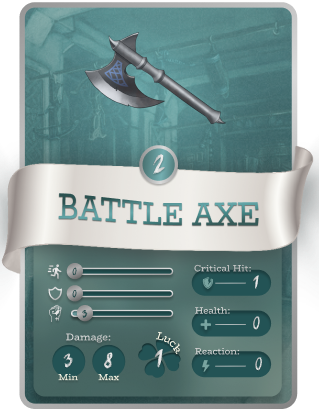 2
BATTLE AXE
0
0
5
Damage:
3 8
Min Max
Luck
1
Critical Hit:
1
Health:
0
Reaction:
0